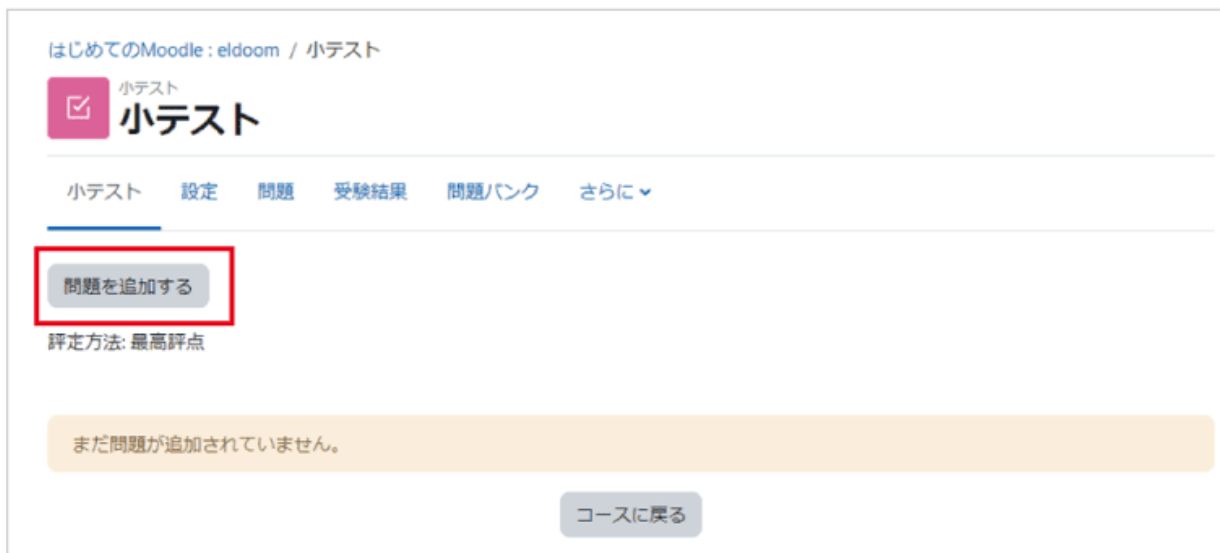 はじめてのMoodle : eldoom / 小テスト
小テスト
小テスト
小テスト 設定 問題 受験結果 問題バンク さらに
問題を追加する
評定方法: 最高評点
まだ問題が追加されていません。
コースに戻る